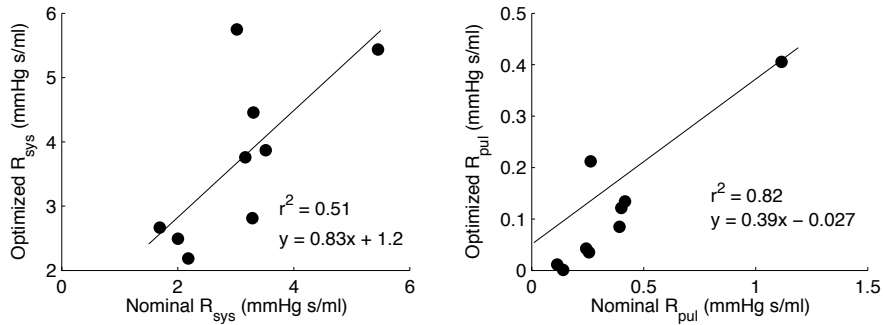 6
5
4
3
2
Optimized R_sys (mmHg s/ml)
r² = 0.51
y = 0.83x + 1.2
0 2 4 6
Nominal R_sys (mmHg s/ml)
0.5
0.4
0.3
0.2
0.1
0
Optimized R_pul (mmHg s/ml)
r² = 0.82
y = 0.39x − 0.027
0 0.5 1 1.5
Nominal R_pul (mmHg s/ml)